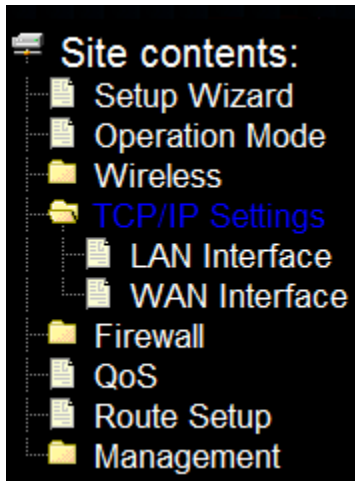 Site contents:
Setup Wizard
Operation Mode
Wireless
TCP/IP Settings
LAN Interface
WAN Interface
Firewall
QoS
Route Setup
Management